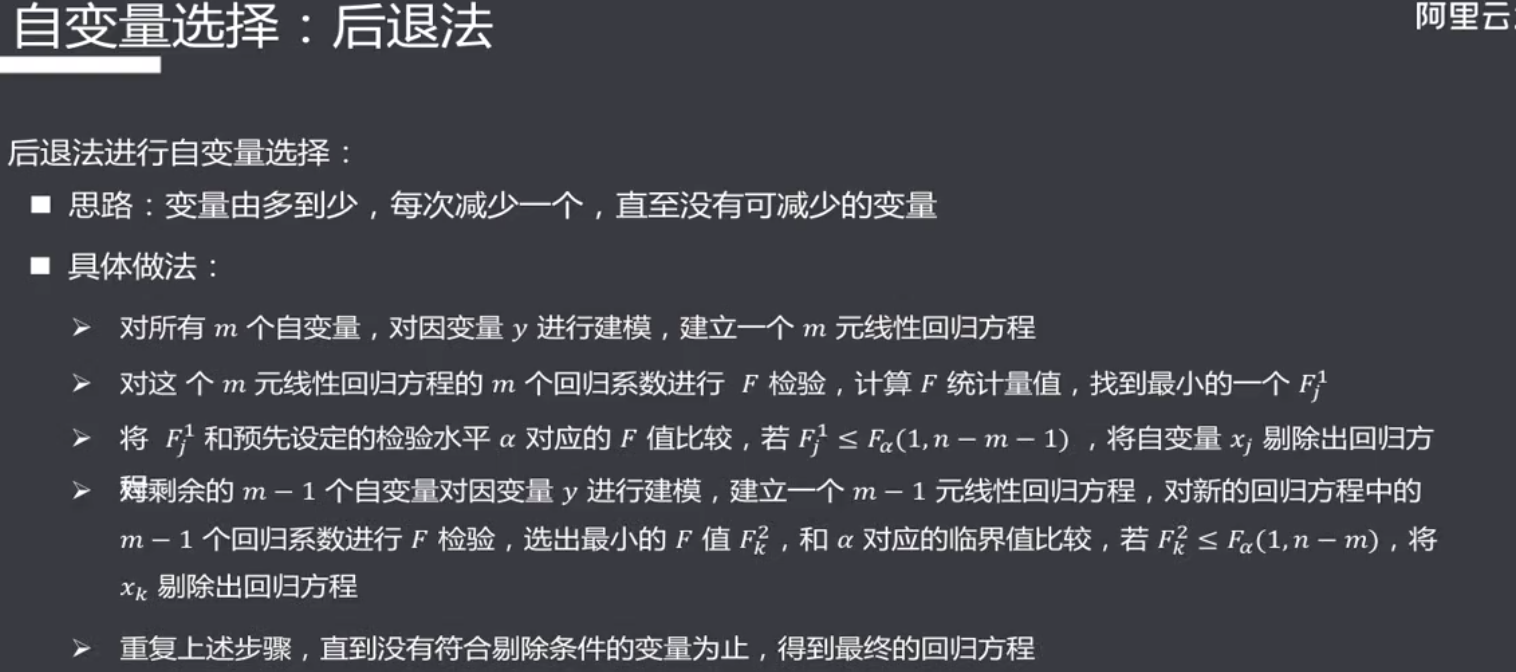 自变量选择：后退法
阿里云
后退法进行自变量选择：
■ 思路：变量由多到少，每次减少一个，直至没有可减少的变量
■ 具体做法：
➢ 对所有 m 个自变量，对因变量 y 进行建模，建立一个 m 元线性回归方程
➢ 对这 个 m 元线性回归方程的 m 个回归系数进行 F 检验，计算 F 统计量值，找到最小的一个 F_j^1
➢ 将 F_j^1 和预先设定的检验水平 α 对应的 F 值比较，若 F_j^1 ≤ F_α(1, n − m − 1) ，将自变量 x_j 剔除出回归方
程
➢ 对剩余的 m − 1 个自变量对因变量 y 进行建模，建立一个 m − 1 元线性回归方程，对新的回归方程中的
m − 1 个回归系数进行 F 检验，选出最小的 F 值 F_k^2，和 α 对应的临界值比较，若 F_k^2 ≤ F_α(1, n − m)，将
x_k 剔除出回归方程
➢ 重复上述步骤，直到没有符合剔除条件的变量为止，得到最终的回归方程